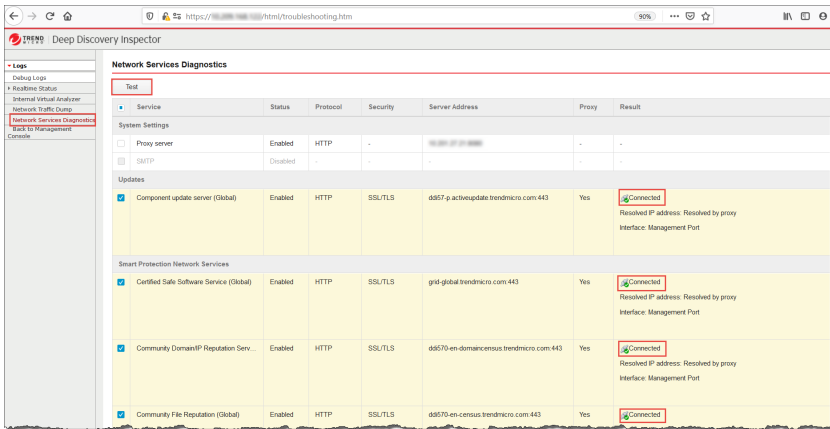 https:// /html/troubleshooting.htm
90%
TREND MICRO Deep Discovery Inspector
Logs
Debug Logs
Realtime Status
Internal Virtual Analyzer
Network Traffic Dump
Network Services Diagnostics
Back to Management
Console
Network Services Diagnostics
Test
Service Status Protocol Security Server Address Proxy Result
System Settings
Proxy server Enabled HTTP - - -
SMTP Disabled - - - - -
Updates
Component update server (Global) Enabled HTTP SSL/TLS ddi57-p.activeupdate.trendmicro.com:443 Yes Connected
Resolved IP address: Resolved by proxy
Interface: Management Port
Smart Protection Network Services
Certified Safe Software Service (Global) Enabled HTTP SSL/TLS grid-global.trendmicro.com:443 Yes Connected
Resolved IP address: Resolved by proxy
Interface: Management Port
Community Domain/IP Reputation Serv... Enabled HTTP SSL/TLS ddi570-en-domaincensus.trendmicro.com:443 Yes Connected
Resolved IP address: Resolved by proxy
Interface: Management Port
Community File Reputation (Global) Enabled HTTP SSL/TLS ddi570-en-census.trendmicro.com:443 Yes Connected